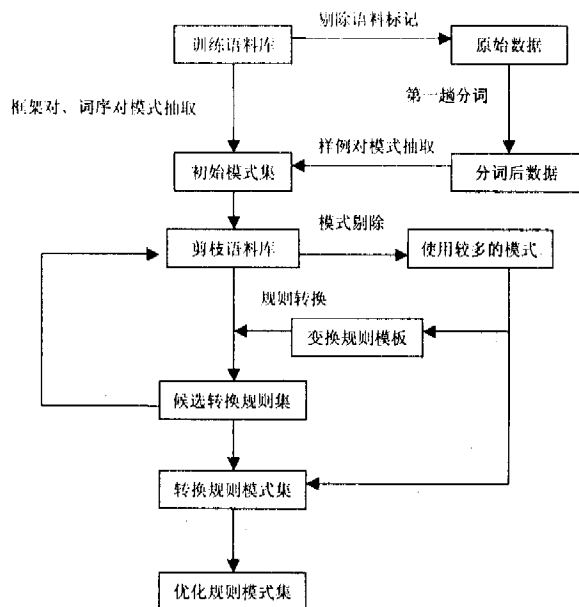 剔除语料标记
训练语料库
原始数据
第一趟分词
框架对、词序对模式抽取
样例对模式抽取
初始模式集
分词后数据
模式剔除
剪枝语料库
使用较多的模式
规则转换
变换规则模板
候选转换规则集
转换规则模式集
优化规则模式集